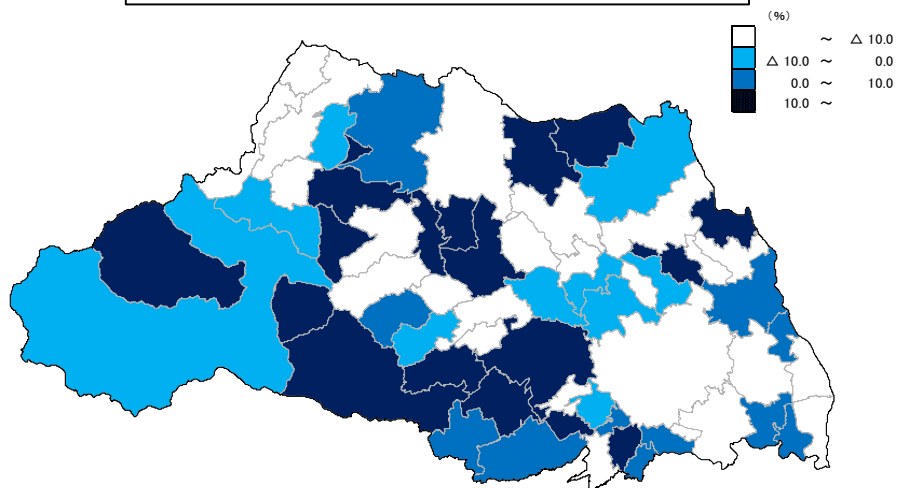 （%）
～ △ 10.0
△ 10.0 ～ 0.0
0.0 ～ 10.0
10.0 ～